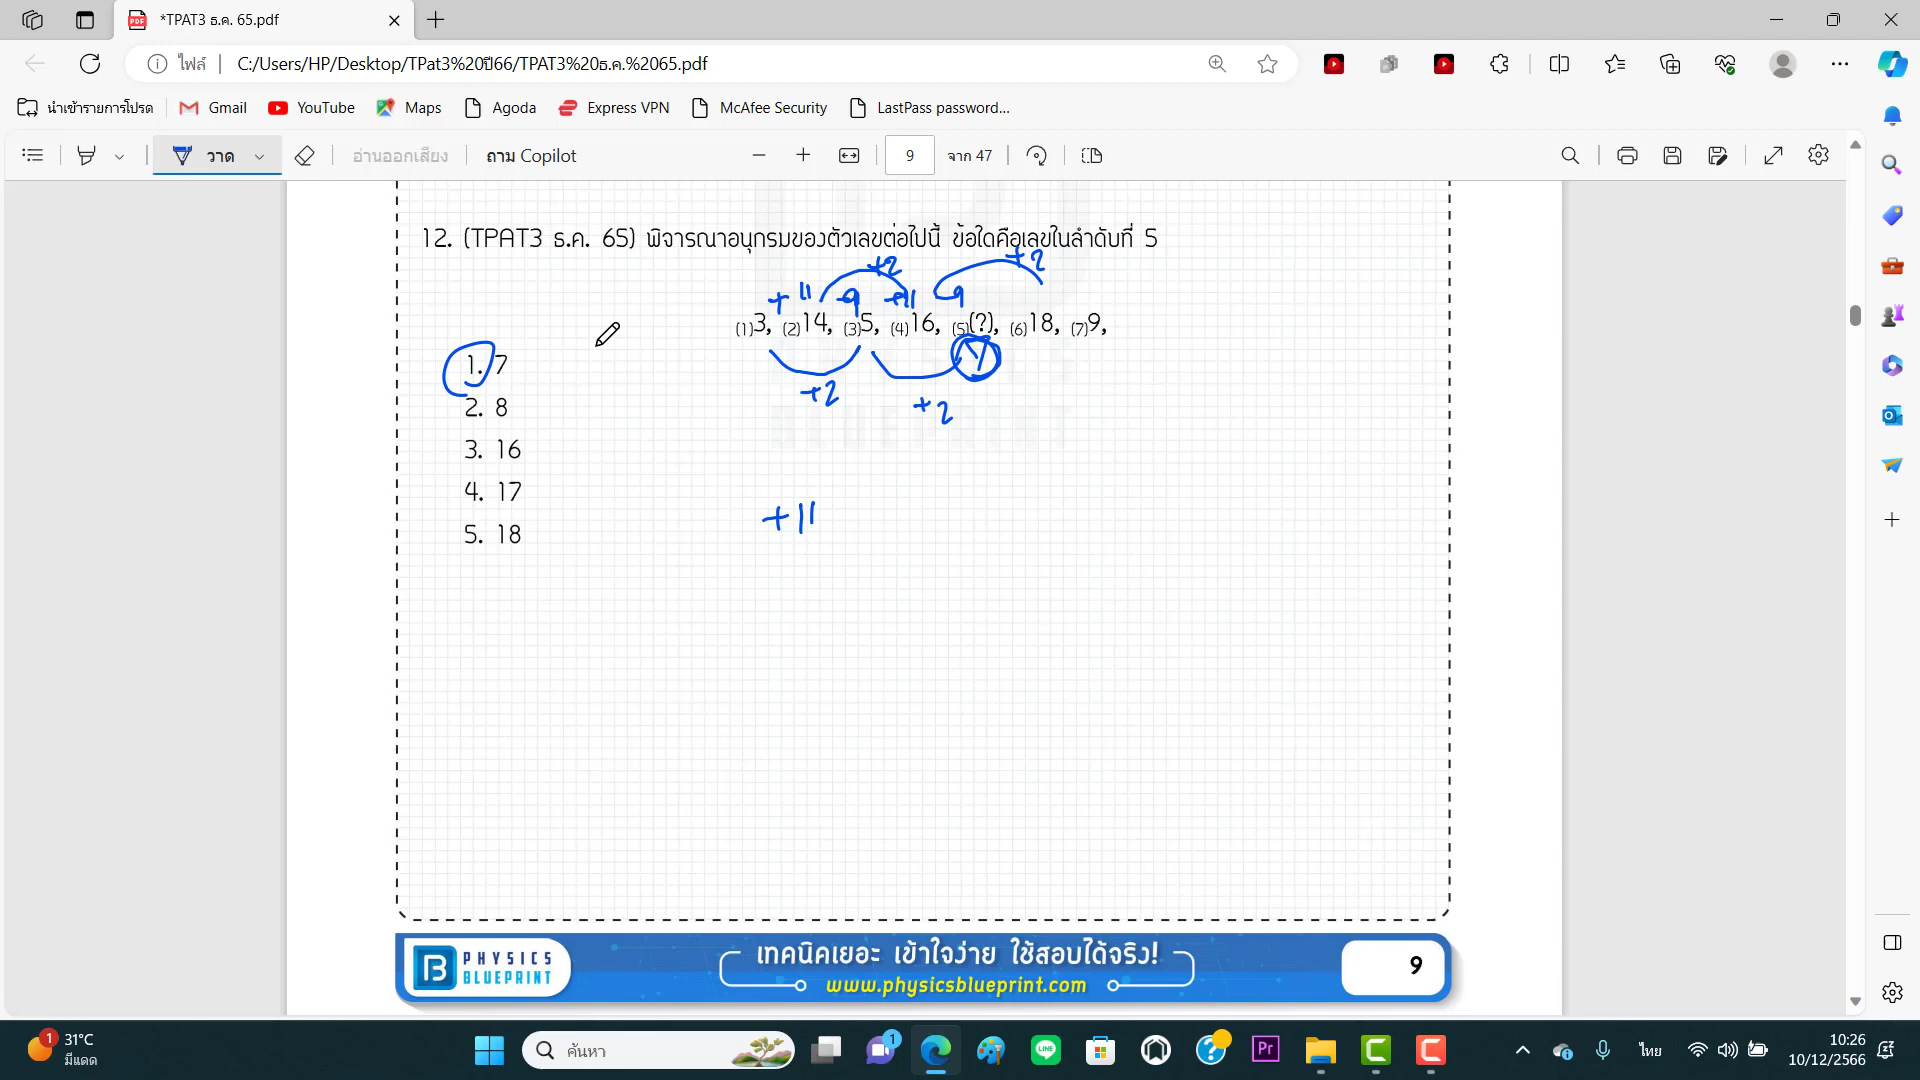 *TPAT3 ธ.ค. 65.pdf
ไฟล์ C:/Users/HP/Desktop/TPat3%20ปี66/TPAT3%20ธ.ค.%2065.pdf
นำเข้ารายการโปรด Gmail YouTube Maps Agoda Express VPN McAfee Security LastPass password...
วาด อ่านออกเสียง ถาม Copilot 9 จาก 47
12. (TPAT3 ธ.ค. 65) พิจารณาอนุกรมของตัวเลขต่อไปนี้ ข้อใดคือเลขในลำดับที่ 5
+2 +2
+11 -9 +11 9
(1)3, (2)14, (3)5, (4)16, (5)(?), (6)18, (7)9,
7
1. 7
+2 +2
2. 8
3. 16
4. 17
+11
5. 18
BLUEPRINT
PHYSICS BLUEPRINT
เทคนิคเยอะ เข้าใจง่าย ใช้สอบได้จริง!
www.physicsblueprint.com
9
1 31°C
มีแดด
ค้นหา
1
ไทย
10:26
10/12/2566